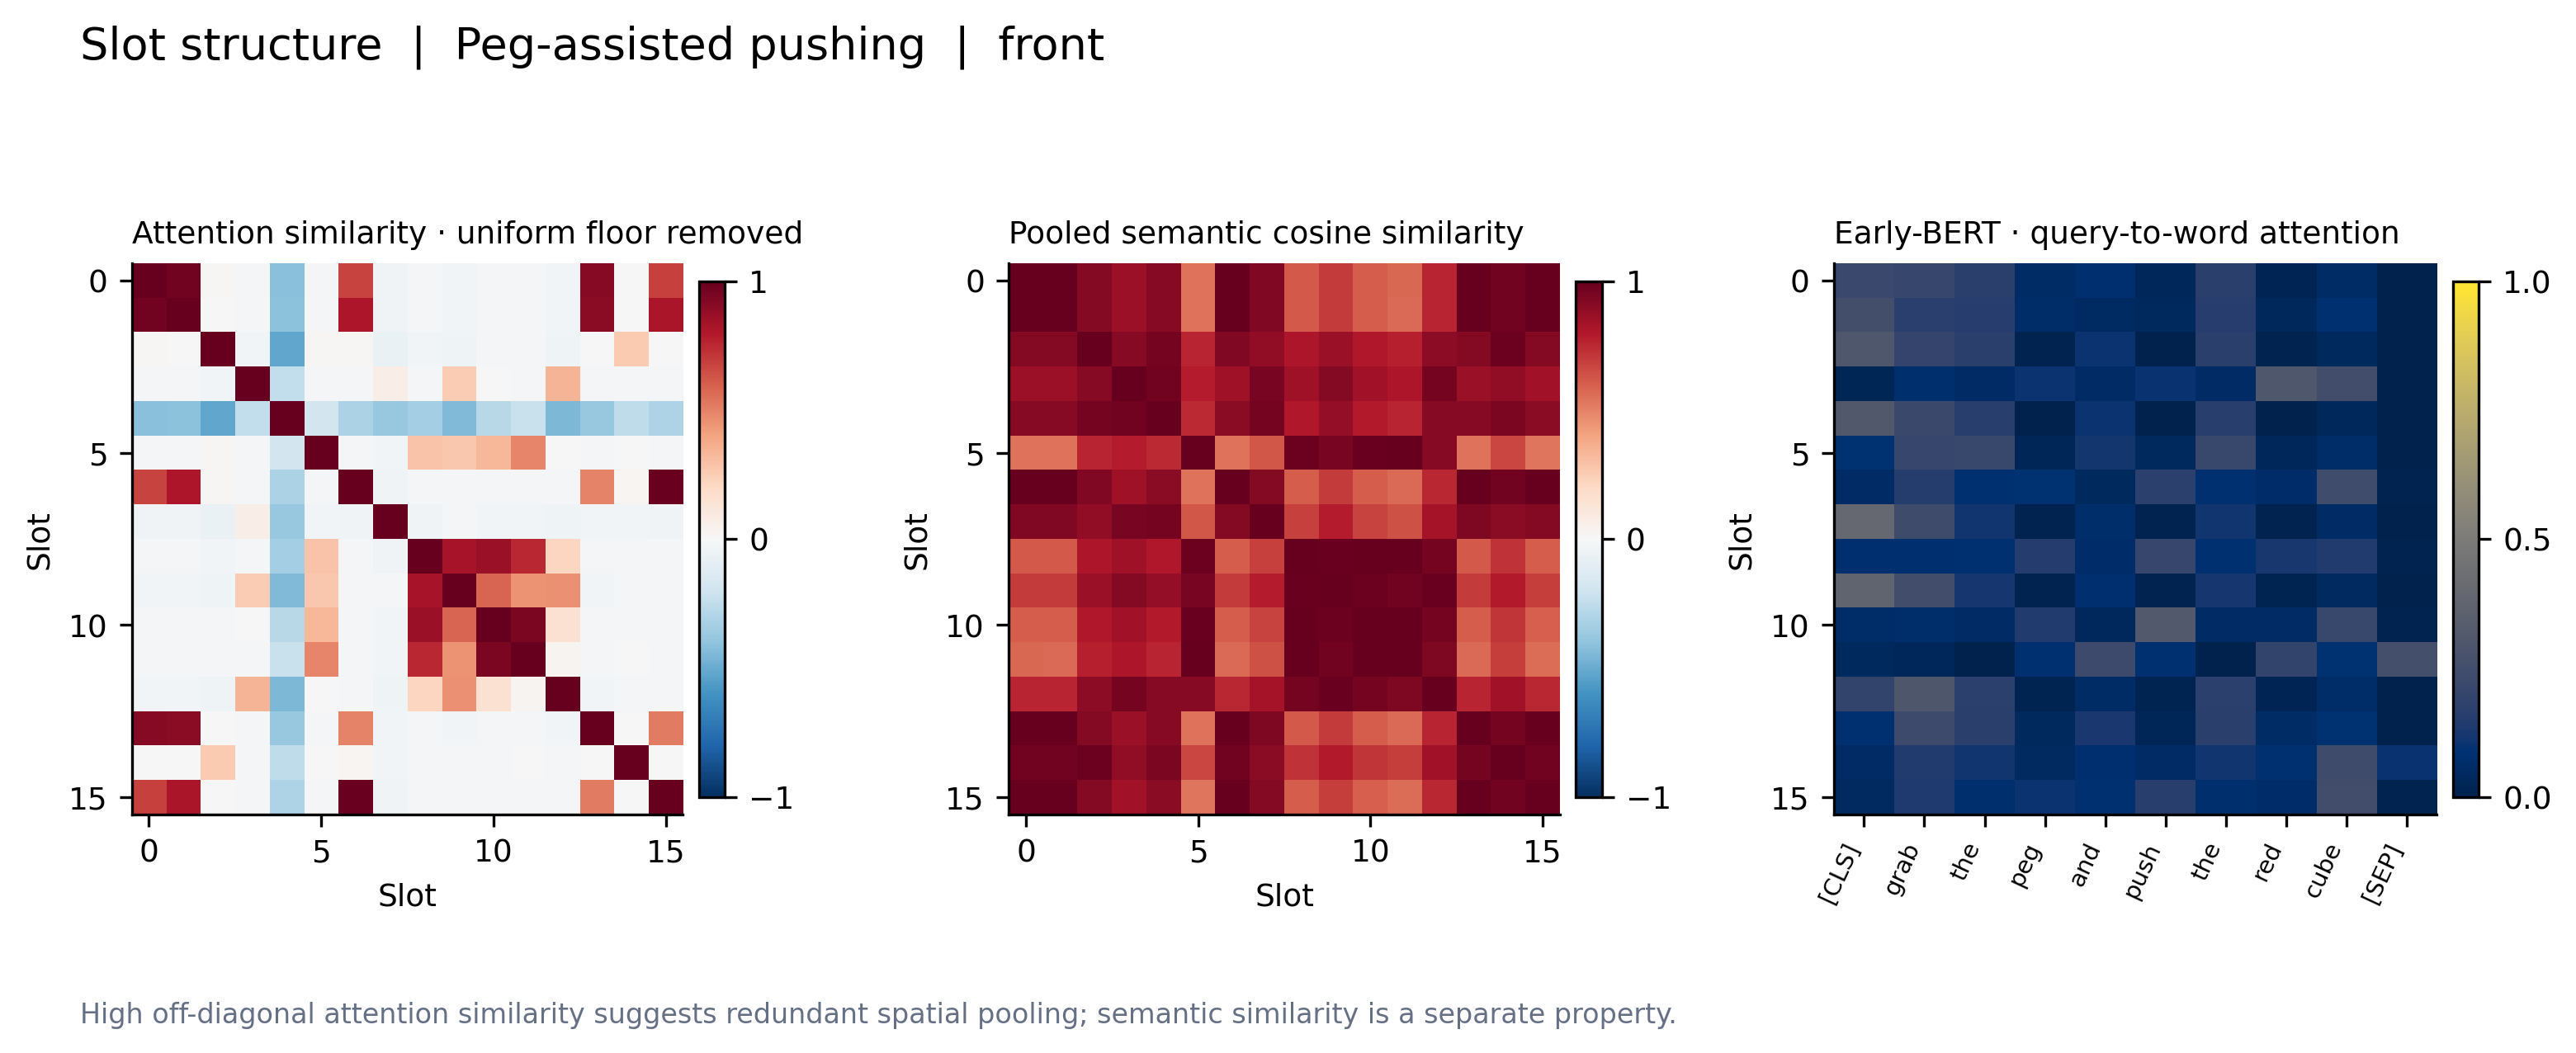 Slot structure | Peg-assisted pushing | front
Attention similarity · uniform floor removed
0
5
10
15
Slot
0
5
10
15
Slot
1
0
−1
Pooled semantic cosine similarity
0
5
10
15
Slot
0
5
10
15
Slot
1
0
−1
Early-BERT · query-to-word attention
0
5
10
15
Slot
[CLS]
grab
the
peg
and
push
the
red
cube
[SEP]
1.0
0.5
0.0
High off-diagonal attention similarity suggests redundant spatial pooling; semantic similarity is a separate property.